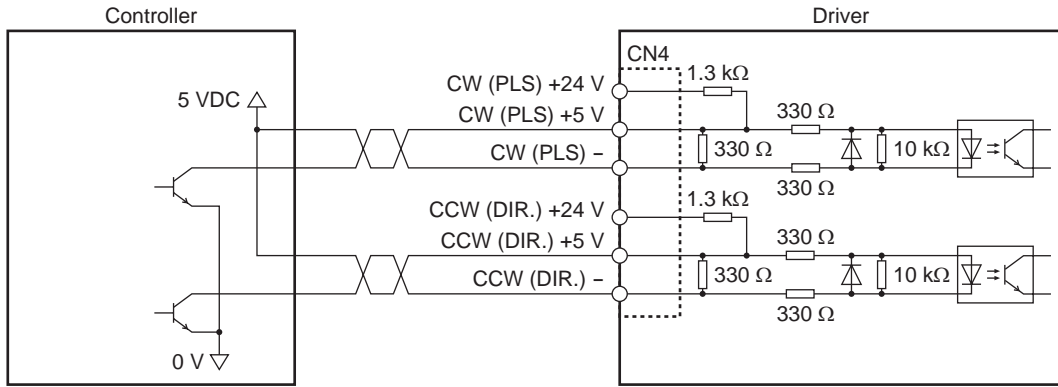 Controller
Driver
CN4
CW (PLS) +24 V
1.3 kΩ
5 VDC
CW (PLS) +5 V
330 Ω
CW (PLS) –
330 Ω
10 kΩ
330 Ω
CCW (DIR.) +24 V
1.3 kΩ
CCW (DIR.) +5 V
330 Ω
CCW (DIR.) –
330 Ω
10 kΩ
330 Ω
0 V